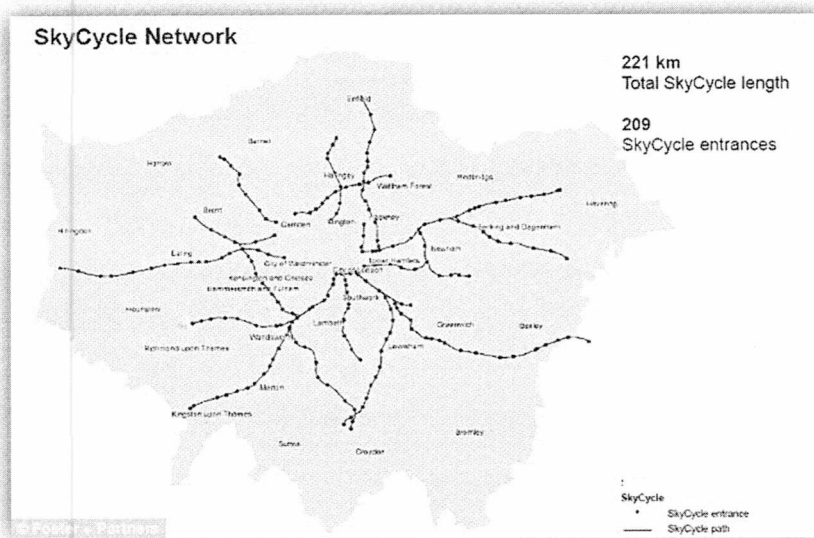 SkyCycle Network
221 km
Total SkyCycle length
209
SkyCycle entrances
Enfield
Barnet
Harrow
Haringey
Waltham Forest
Redbridge
Havering
Brent
Camden
Hackney
Barking and Dagenham
Hillingdon
Newham
Ealing
City of Westminster
Tower Hamlets
City of London
Kensington and Chelsea
Hammersmith and Fulham
Southwark
Hounslow
Lambeth
Greenwich
Bexley
Wandsworth
Richmond upon Thames
Lewisham
Merton
Kingston upon Thames
Bromley
Sutton
Croydon
SkyCycle
SkyCycle entrance
SkyCycle path
© Foster + Partners